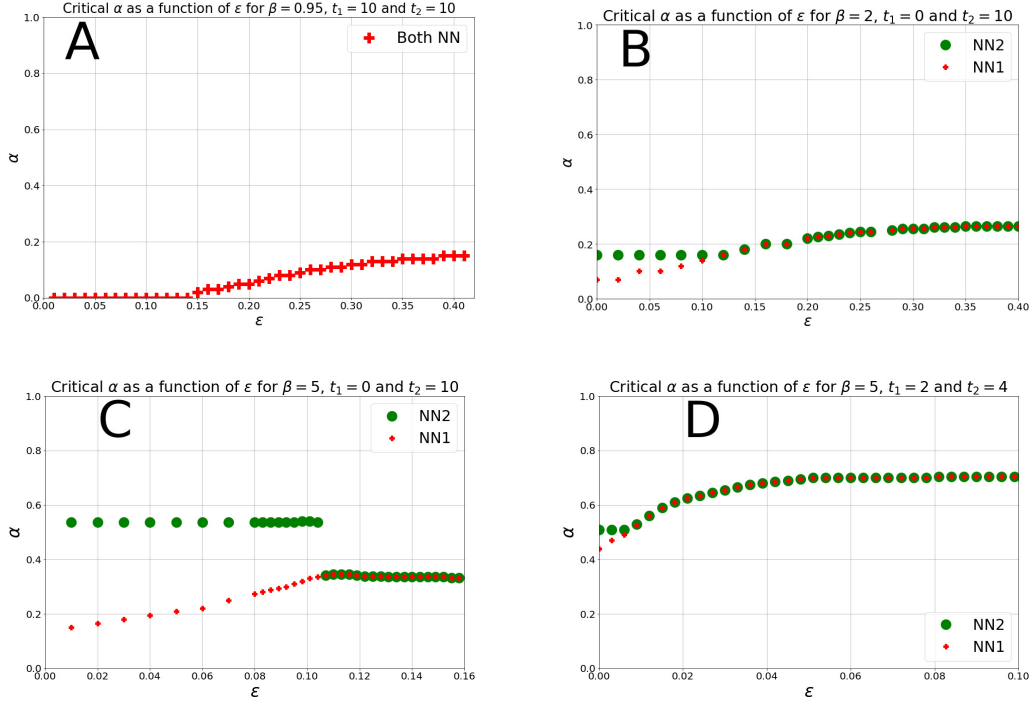 Critical α as a function of ε for β = 0.95, t₁ = 10 and t₂ = 10
A
Both NN
1.0
0.8
0.6
0.4
0.2
0.0
α
0.00 0.05 0.10 0.15 0.20 0.25 0.30 0.35 0.40
ε
Critical α as a function of ε for β = 2, t₁ = 0 and t₂ = 10
B
NN2
NN1
1.0
0.8
0.6
0.4
0.2
0.0
α
0.00 0.05 0.10 0.15 0.20 0.25 0.30 0.35 0.40
ε
Critical α as a function of ε for β = 5, t₁ = 0 and t₂ = 10
C
NN2
NN1
1.0
0.8
0.6
0.4
0.2
0.0
α
0.00 0.02 0.04 0.06 0.08 0.10 0.12 0.14 0.16
ε
Critical α as a function of ε for β = 5, t₁ = 2 and t₂ = 4
D
1.0
0.8
0.6
0.4
0.2
0.0
α
NN2
NN1
0.00 0.02 0.04 0.06 0.08 0.10
ε